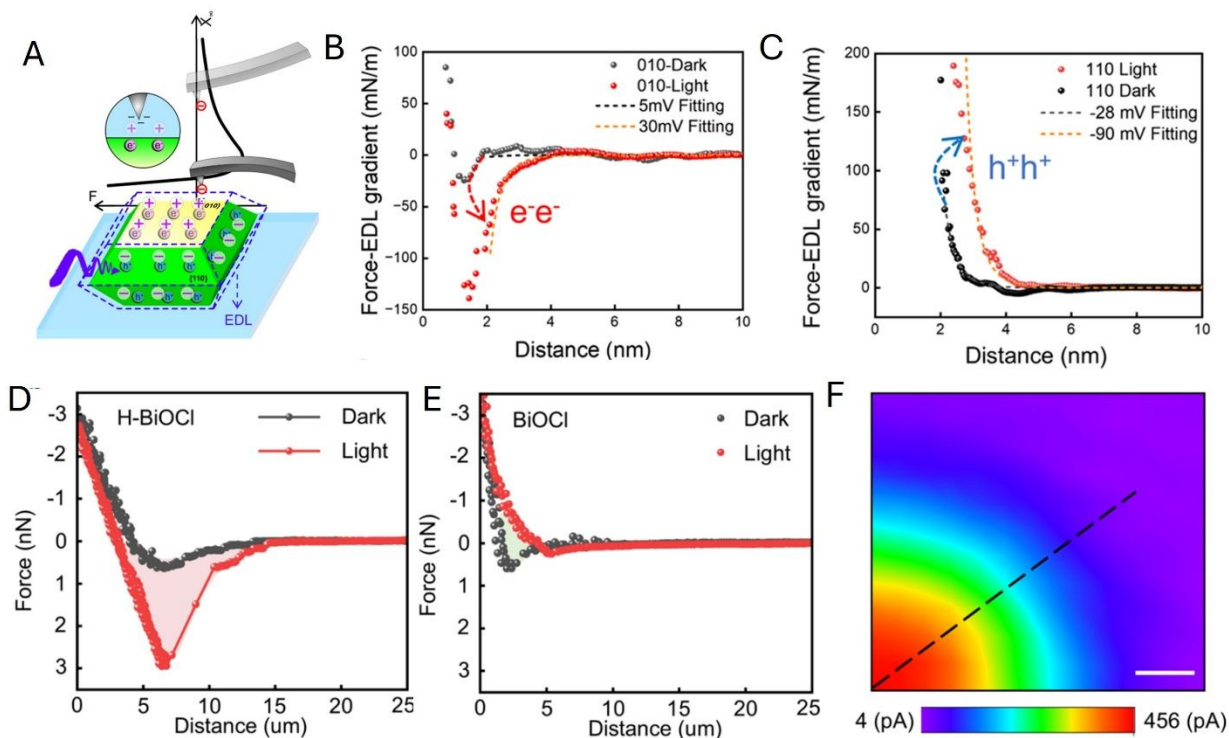 A
F
e⁻ e⁻ e⁻
e⁻ e⁻
{010}
h⁺ h⁺ h⁺
{110}
EDL
B
Force-EDL gradient (mN/m)
100
50
0
−50
−100
−150
010-Dark
010-Light
5mV Fitting
30mV Fitting
e⁻e⁻
0 2 4 6 8 10
Distance (nm)
C
Force-EDL gradient (mN/m)
200
150
100
50
0
110 Light
110 Dark
-28 mV Fitting
-90 mV Fitting
h⁺h⁺
0 2 4 6 8 10
Distance (nm)
D
H-BiOCl
Dark
Light
Force (nN)
-3
-2
-1
0
1
2
3
0 5 10 15 20 25
Distance (um)
E
BiOCl
Dark
Light
Force (nN)
-3
-2
-1
0
1
2
3
0 5 10 15 20 25
Distance (um)
F
4 (pA) 456 (pA)